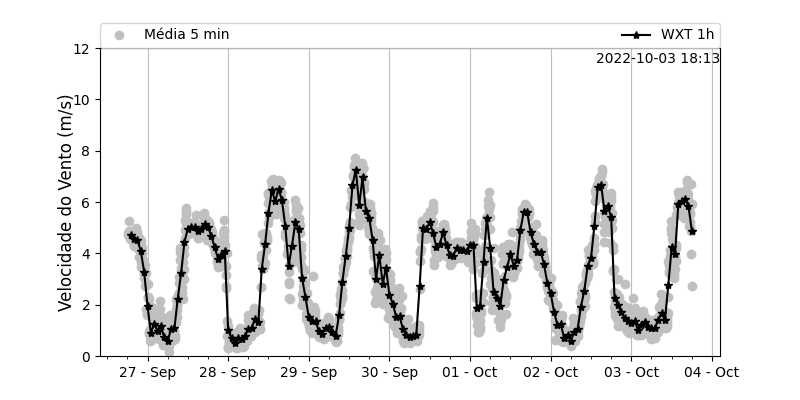 Média 5 min
WXT 1h
2022-10-03 18:13
Velocidade do Vento (m/s)
12
10
8
6
4
2
0
27 - Sep
28 - Sep
29 - Sep
30 - Sep
01 - Oct
02 - Oct
03 - Oct
04 - Oct